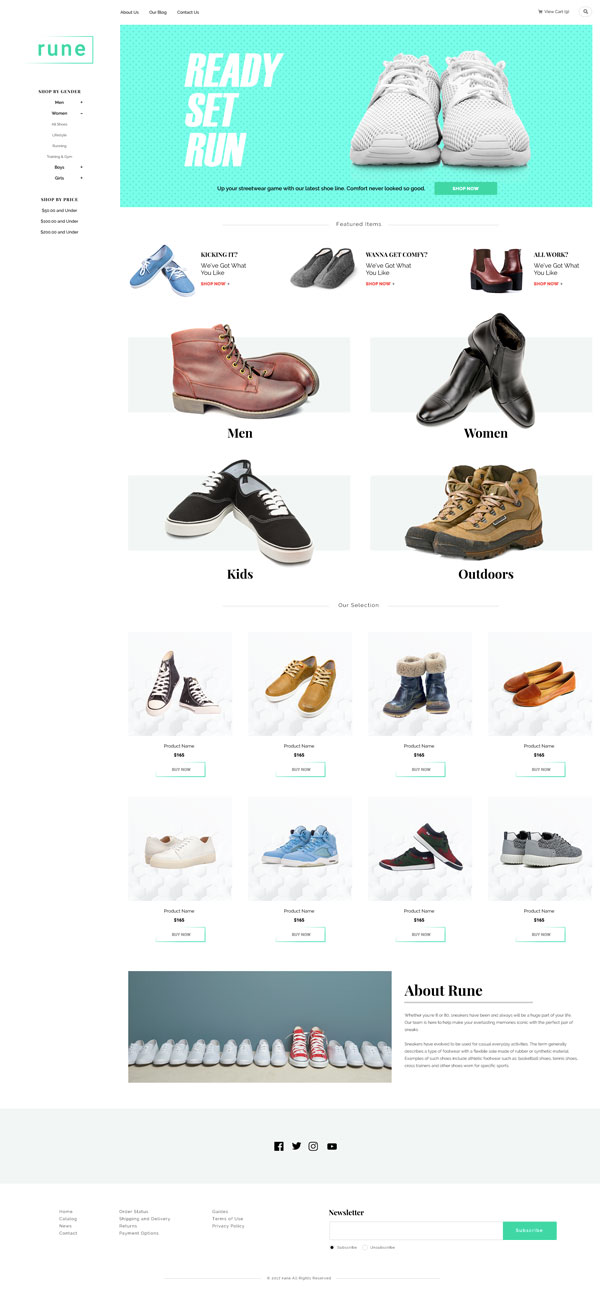 About Us
Our Blog
Contact Us
View Cart (9)
rune
SHOP BY GENDER
Men +
Women –
All Shoes
Lifestyle
Running
Training & Gym
Boys +
Girls +
SHOP BY PRICE
$50.00 and Under
$100.00 and Under
$200.00 and Under
READY
SET
RUN
Up your streetwear game with our latest shoe line. Comfort never looked so good.
SHOP NOW
Featured Items
KICKING IT?
We've Got What
You Like
SHOP NOW +
WANNA GET COMFY?
We've Got What
You Like
SHOP NOW +
ALL WORK?
We've Got What
You Like
SHOP NOW +
Men
Women
Kids
Outdoors
Our Selection
Product Name
$165
BUY NOW
Product Name
$165
BUY NOW
Product Name
$165
BUY NOW
Product Name
$165
BUY NOW
Product Name
$165
BUY NOW
Product Name
$165
BUY NOW
Product Name
$165
BUY NOW
Product Name
$165
BUY NOW
About Rune
Whether you're 8 or 80, sneakers have been and always will be a huge part of your life.
Our team is here to help make your everlasting memories iconic with the perfect pair of
sneaks.
Sneakers have evolved to be used for casual everyday activities. The term generally
describes a type of footwear with a flexible sole made of rubber or synthetic material.
Examples of such shoes include athletic footwear such as: basketball shoes, tennis shoes,
cross trainers and other shoes worn for specific sports.
Home
Catalog
News
Contact
Order Status
Shipping and Delivery
Returns
Payment Options
Guides
Terms of Use
Privacy Policy
Newsletter
Subscribe
Subscribe
Unsubscribe
© 2017 rune All Rights Reserved